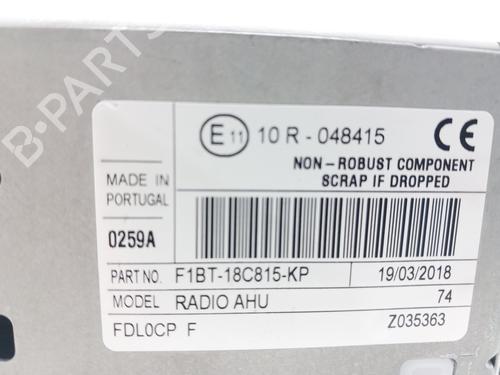 E 11 10 R - 048415 CE
NON - ROBUST COMPONENT
SCRAP IF DROPPED
MADE IN
PORTUGAL
0259A
PART NO. F1BT-18C815-KP 19/03/2018
MODEL RADIO AHU 74
FDL0CP F Z035363
B-PARTS